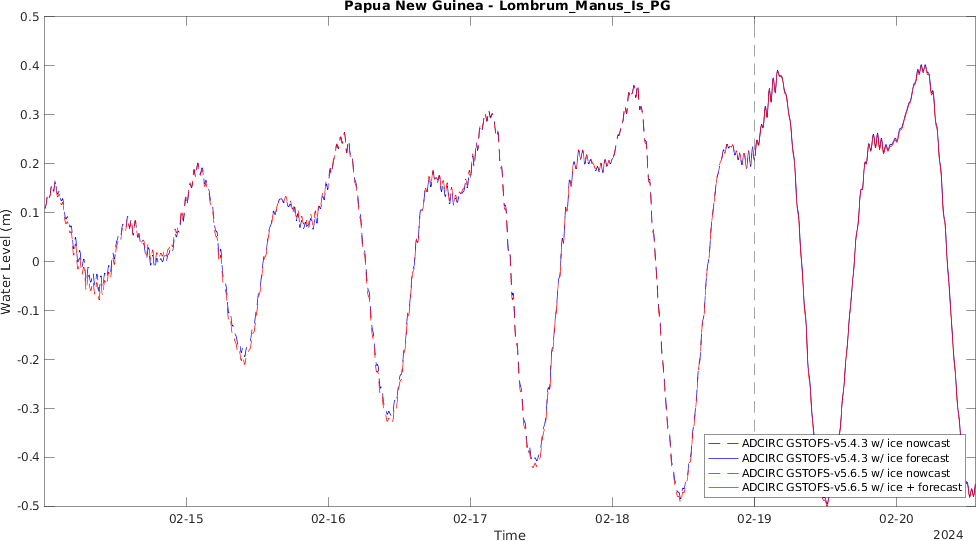 Papua New Guinea - Lombrum_Manus_Is_PG
0.5
0.4
0.3
0.2
0.1
0
-0.1
-0.2
-0.3
-0.4
-0.5
Water Level (m)
ADCIRC GSTOFS-v5.4.3 w/ ice nowcast
ADCIRC GSTOFS-v5.4.3 w/ ice forecast
ADCIRC GSTOFS-v5.6.5 w/ ice nowcast
ADCIRC GSTOFS-v5.6.5 w/ ice + forecast
02-15
02-16
02-17
02-18
02-19
02-20
Time
2024